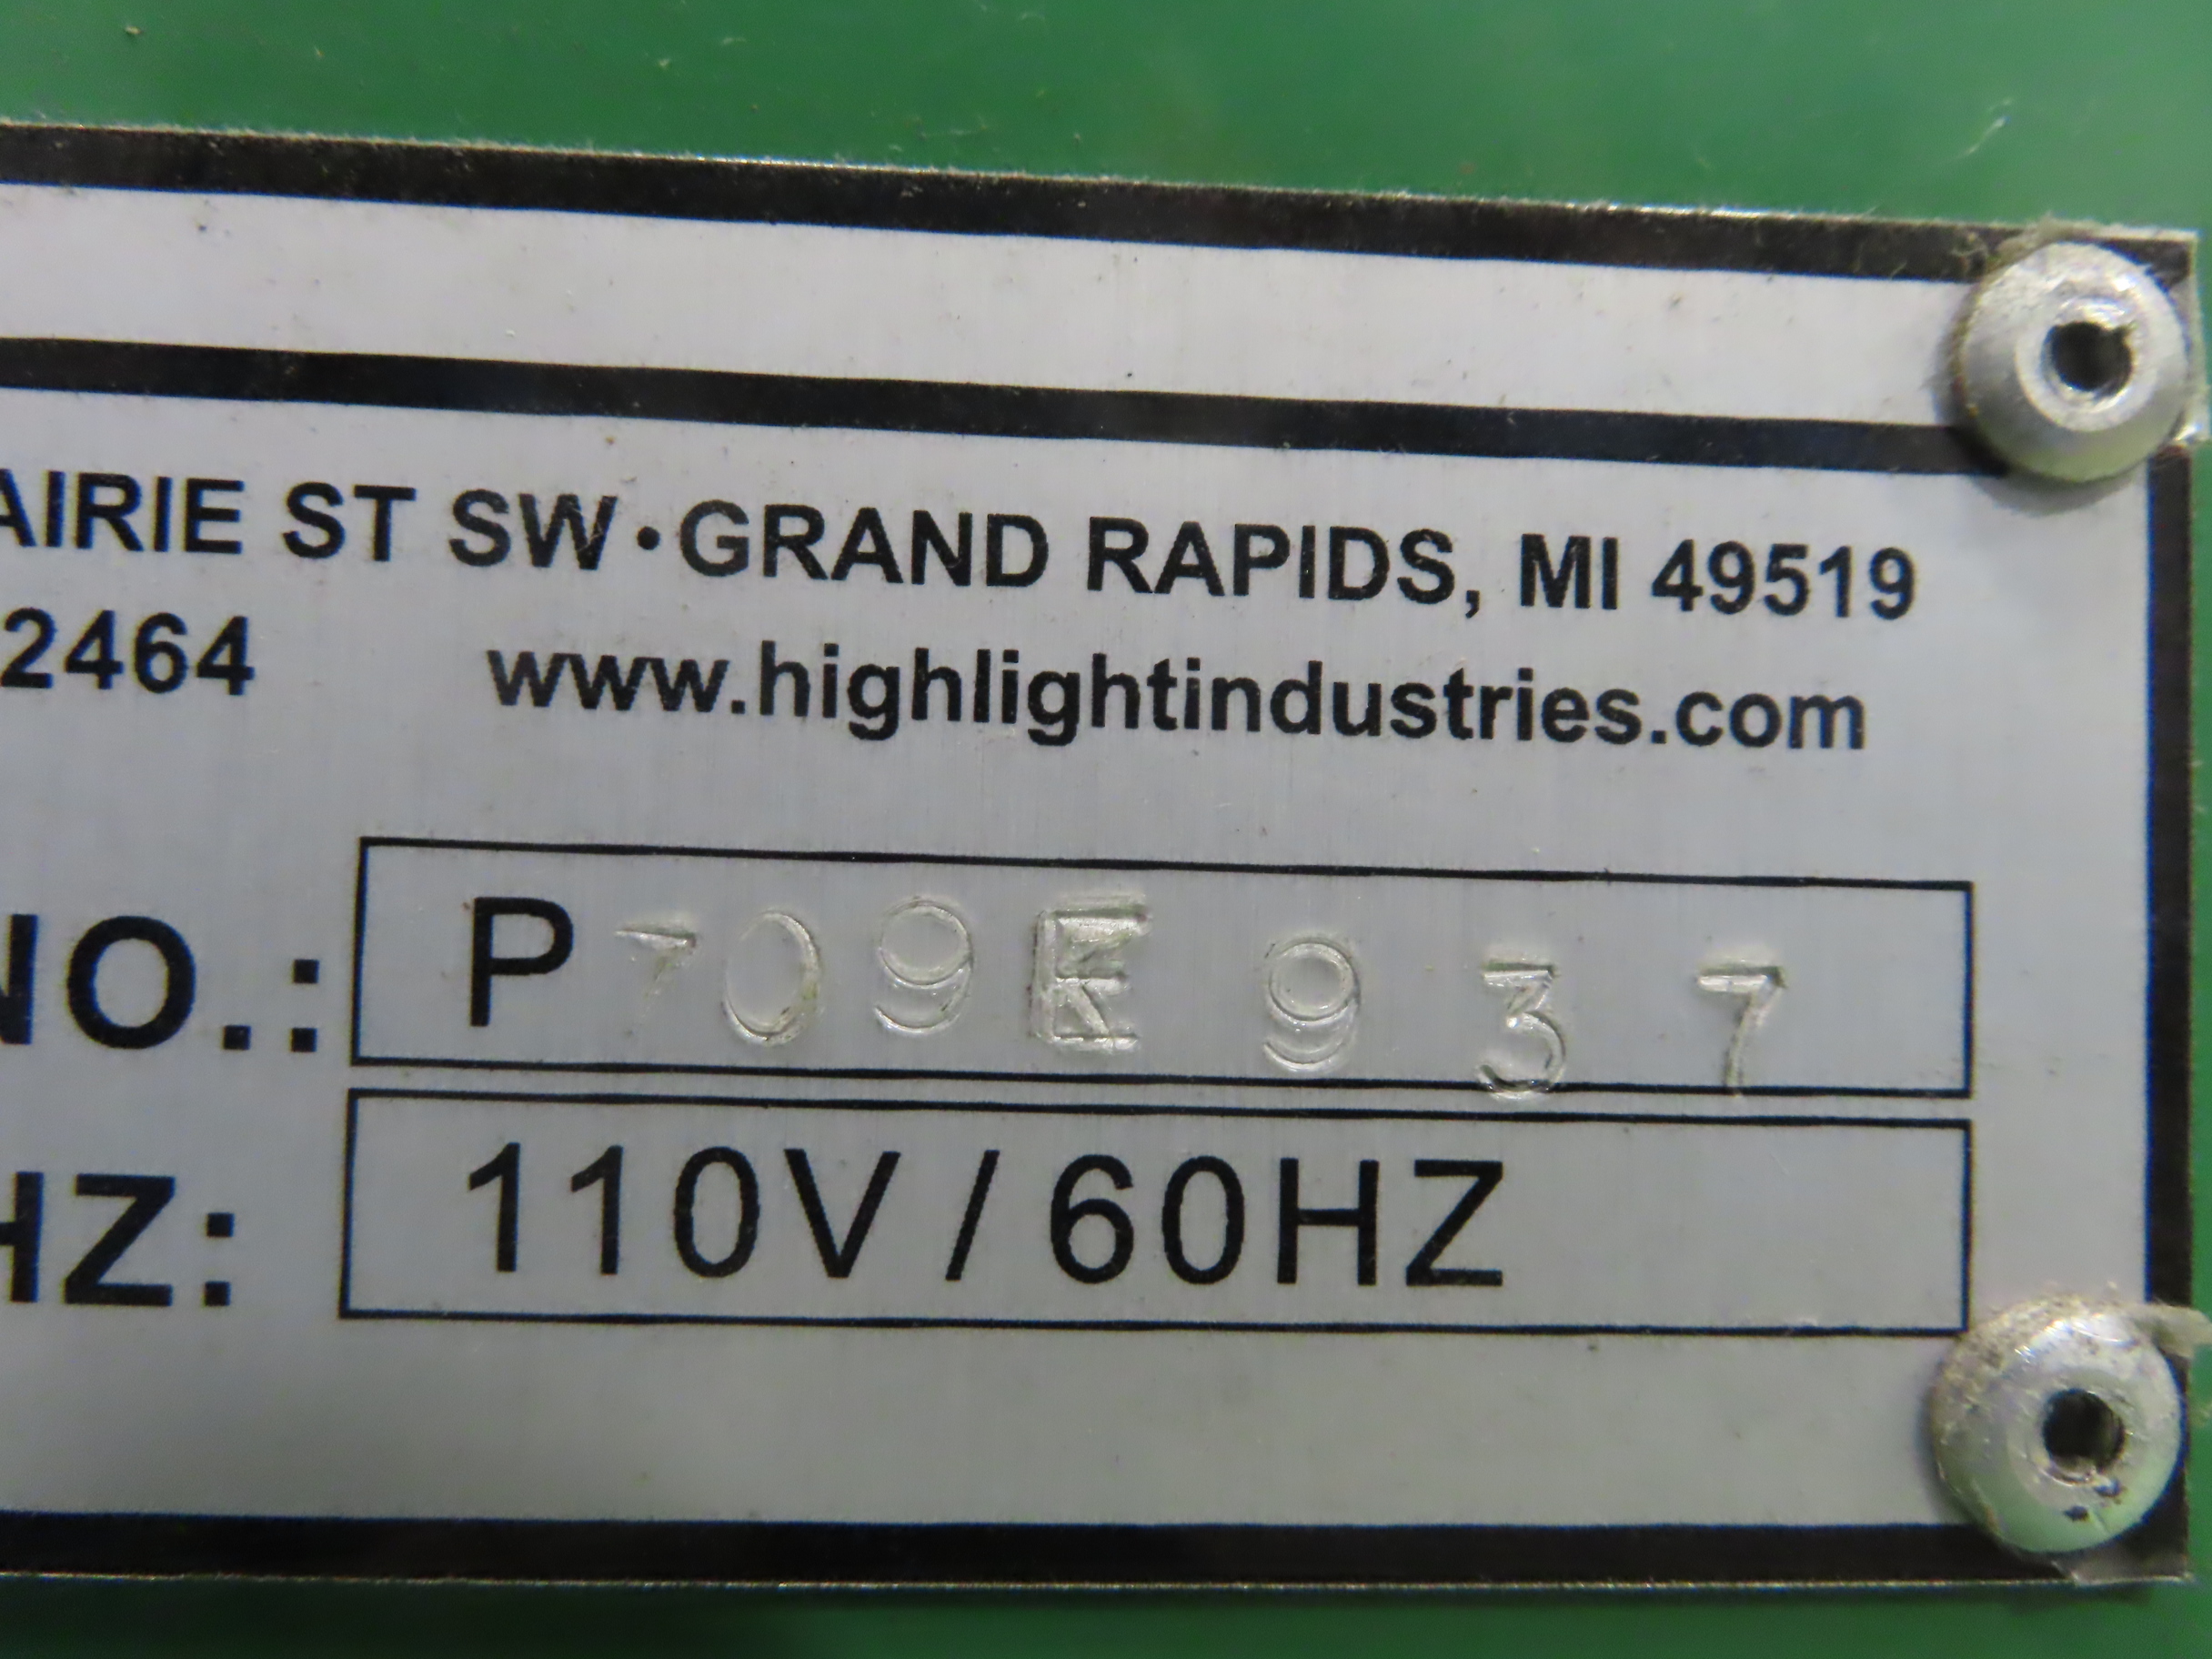 AIRIE ST SW • GRAND RAPIDS, MI 49519
2464 www.highlightindustries.com
NO.: P709E937
HZ: 110V / 60HZ